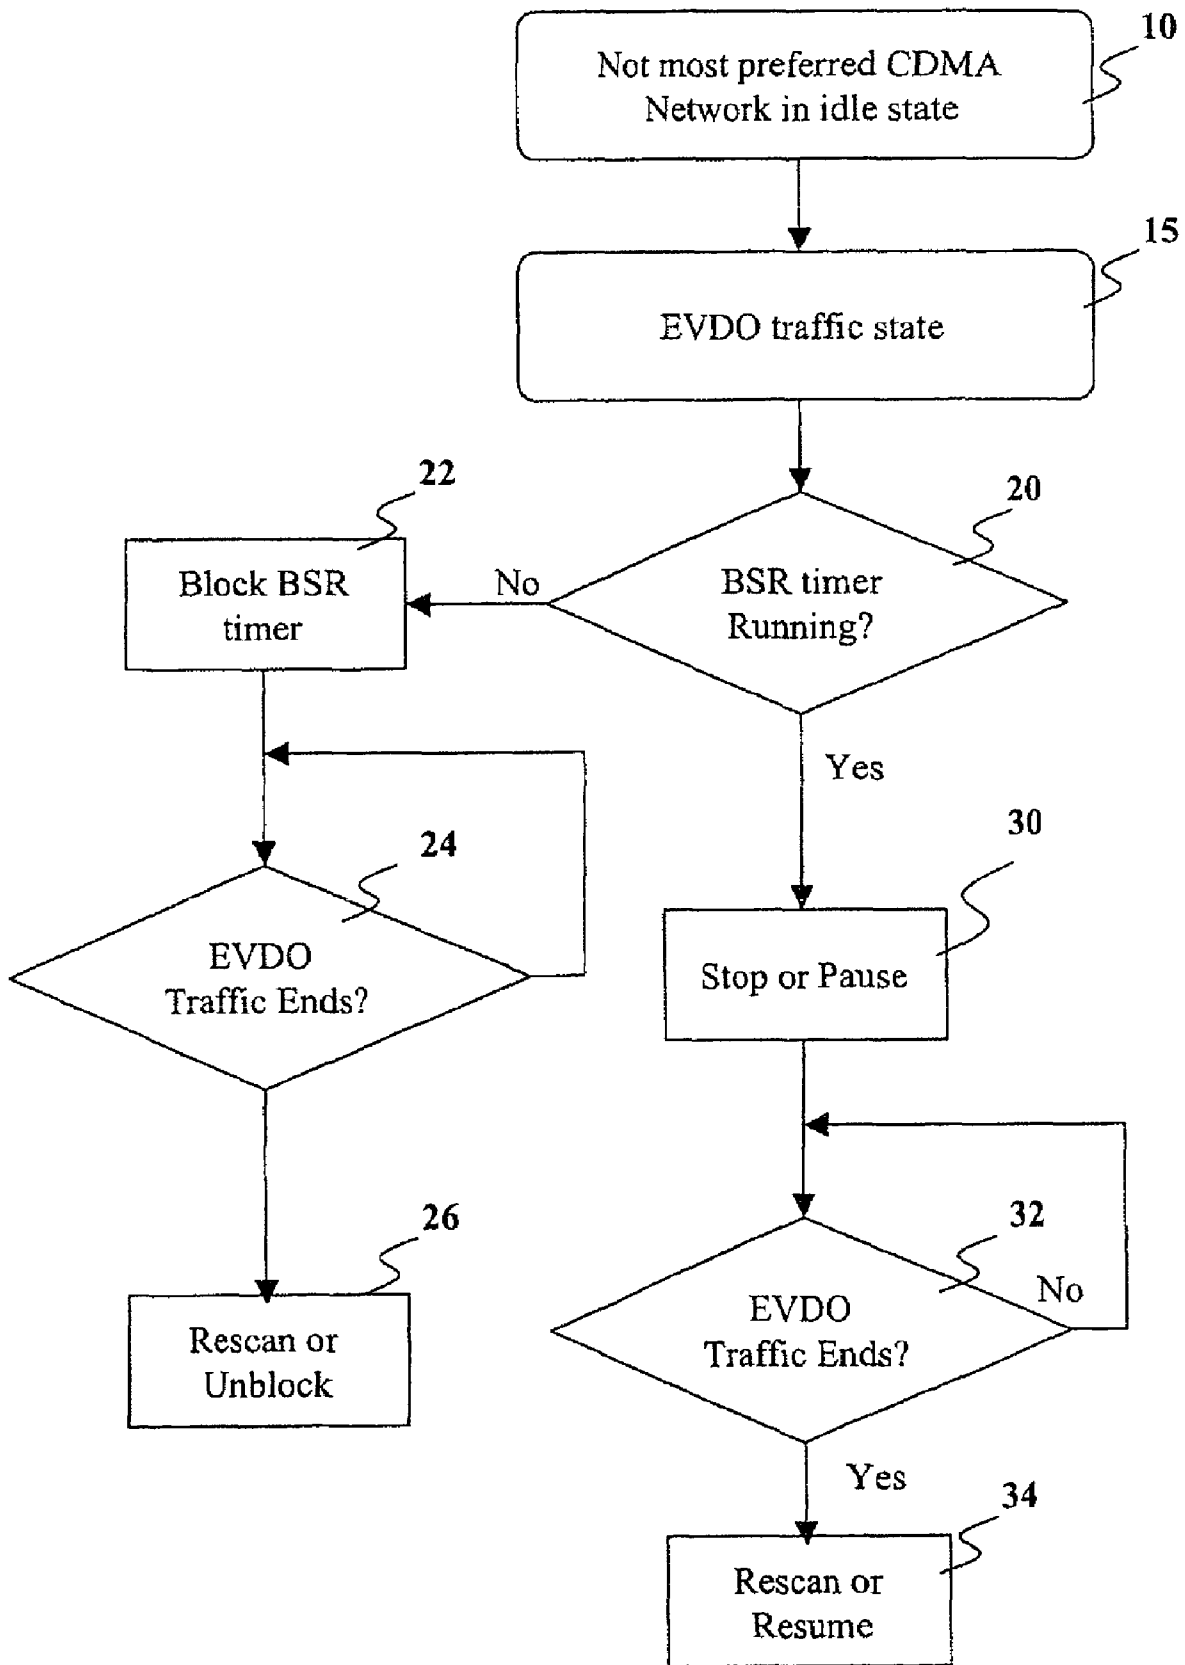 10
Not most preferred CDMA
Network in idle state
15
EVDO traffic state
22
20
Block BSR
timer
No
BSR timer
Running?
Yes
24
30
EVDO
Traffic Ends?
Stop or Pause
26
32
Rescan or
Unblock
EVDO
Traffic Ends?
No
Yes
34
Rescan or
Resume